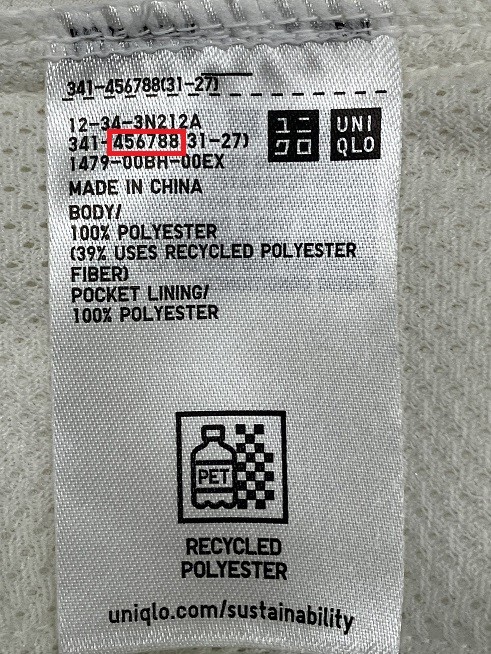 341-456788(31-27)
12-34-3N212A
341-456788(31-27)
1479-00BH-00EX
ユニ
クロ
UNI
QLO
MADE IN CHINA
BODY/
100% POLYESTER
(39% USES RECYCLED POLYESTER
FIBER)
POCKET LINING/
100% POLYESTER
PET
RECYCLED
POLYESTER
uniqlo.com/sustainability